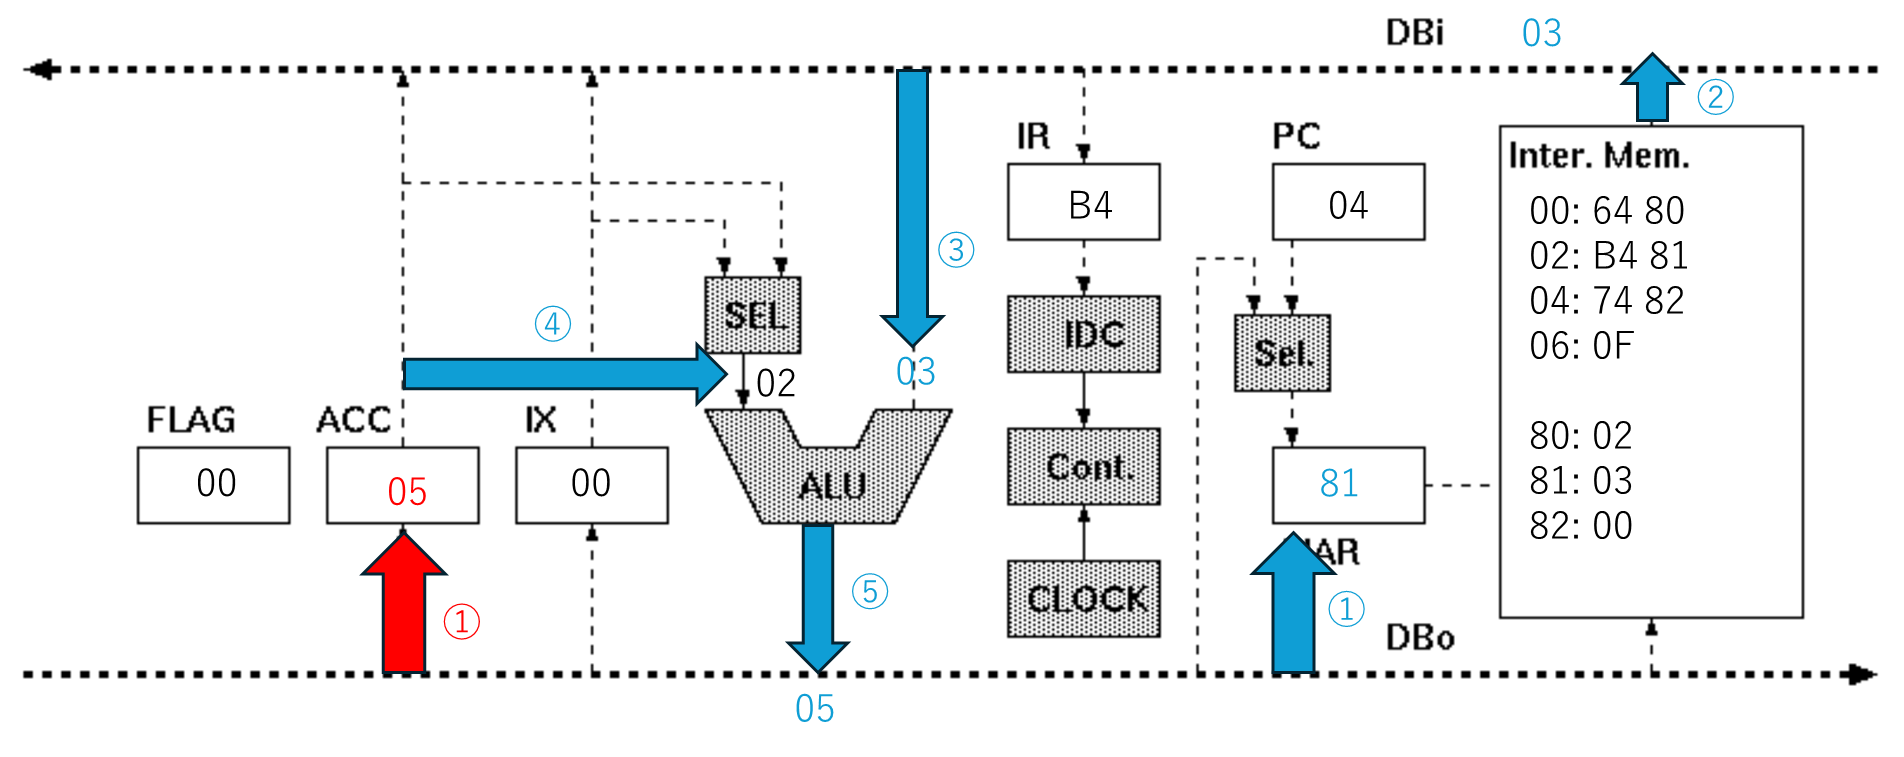 DBi 03
②
IR
PC
Inter. Mem.
B4
04
00: 64 80
02: B4 81
04: 74 82
06: 0F
80: 02
81: 03
82: 00
③
④
SEL
IDC
Sel.
03
02
FLAG
ACC
IX
00
05
00
ALU
Cont.
81
①
⑤
CLOCK
①
DBo
05